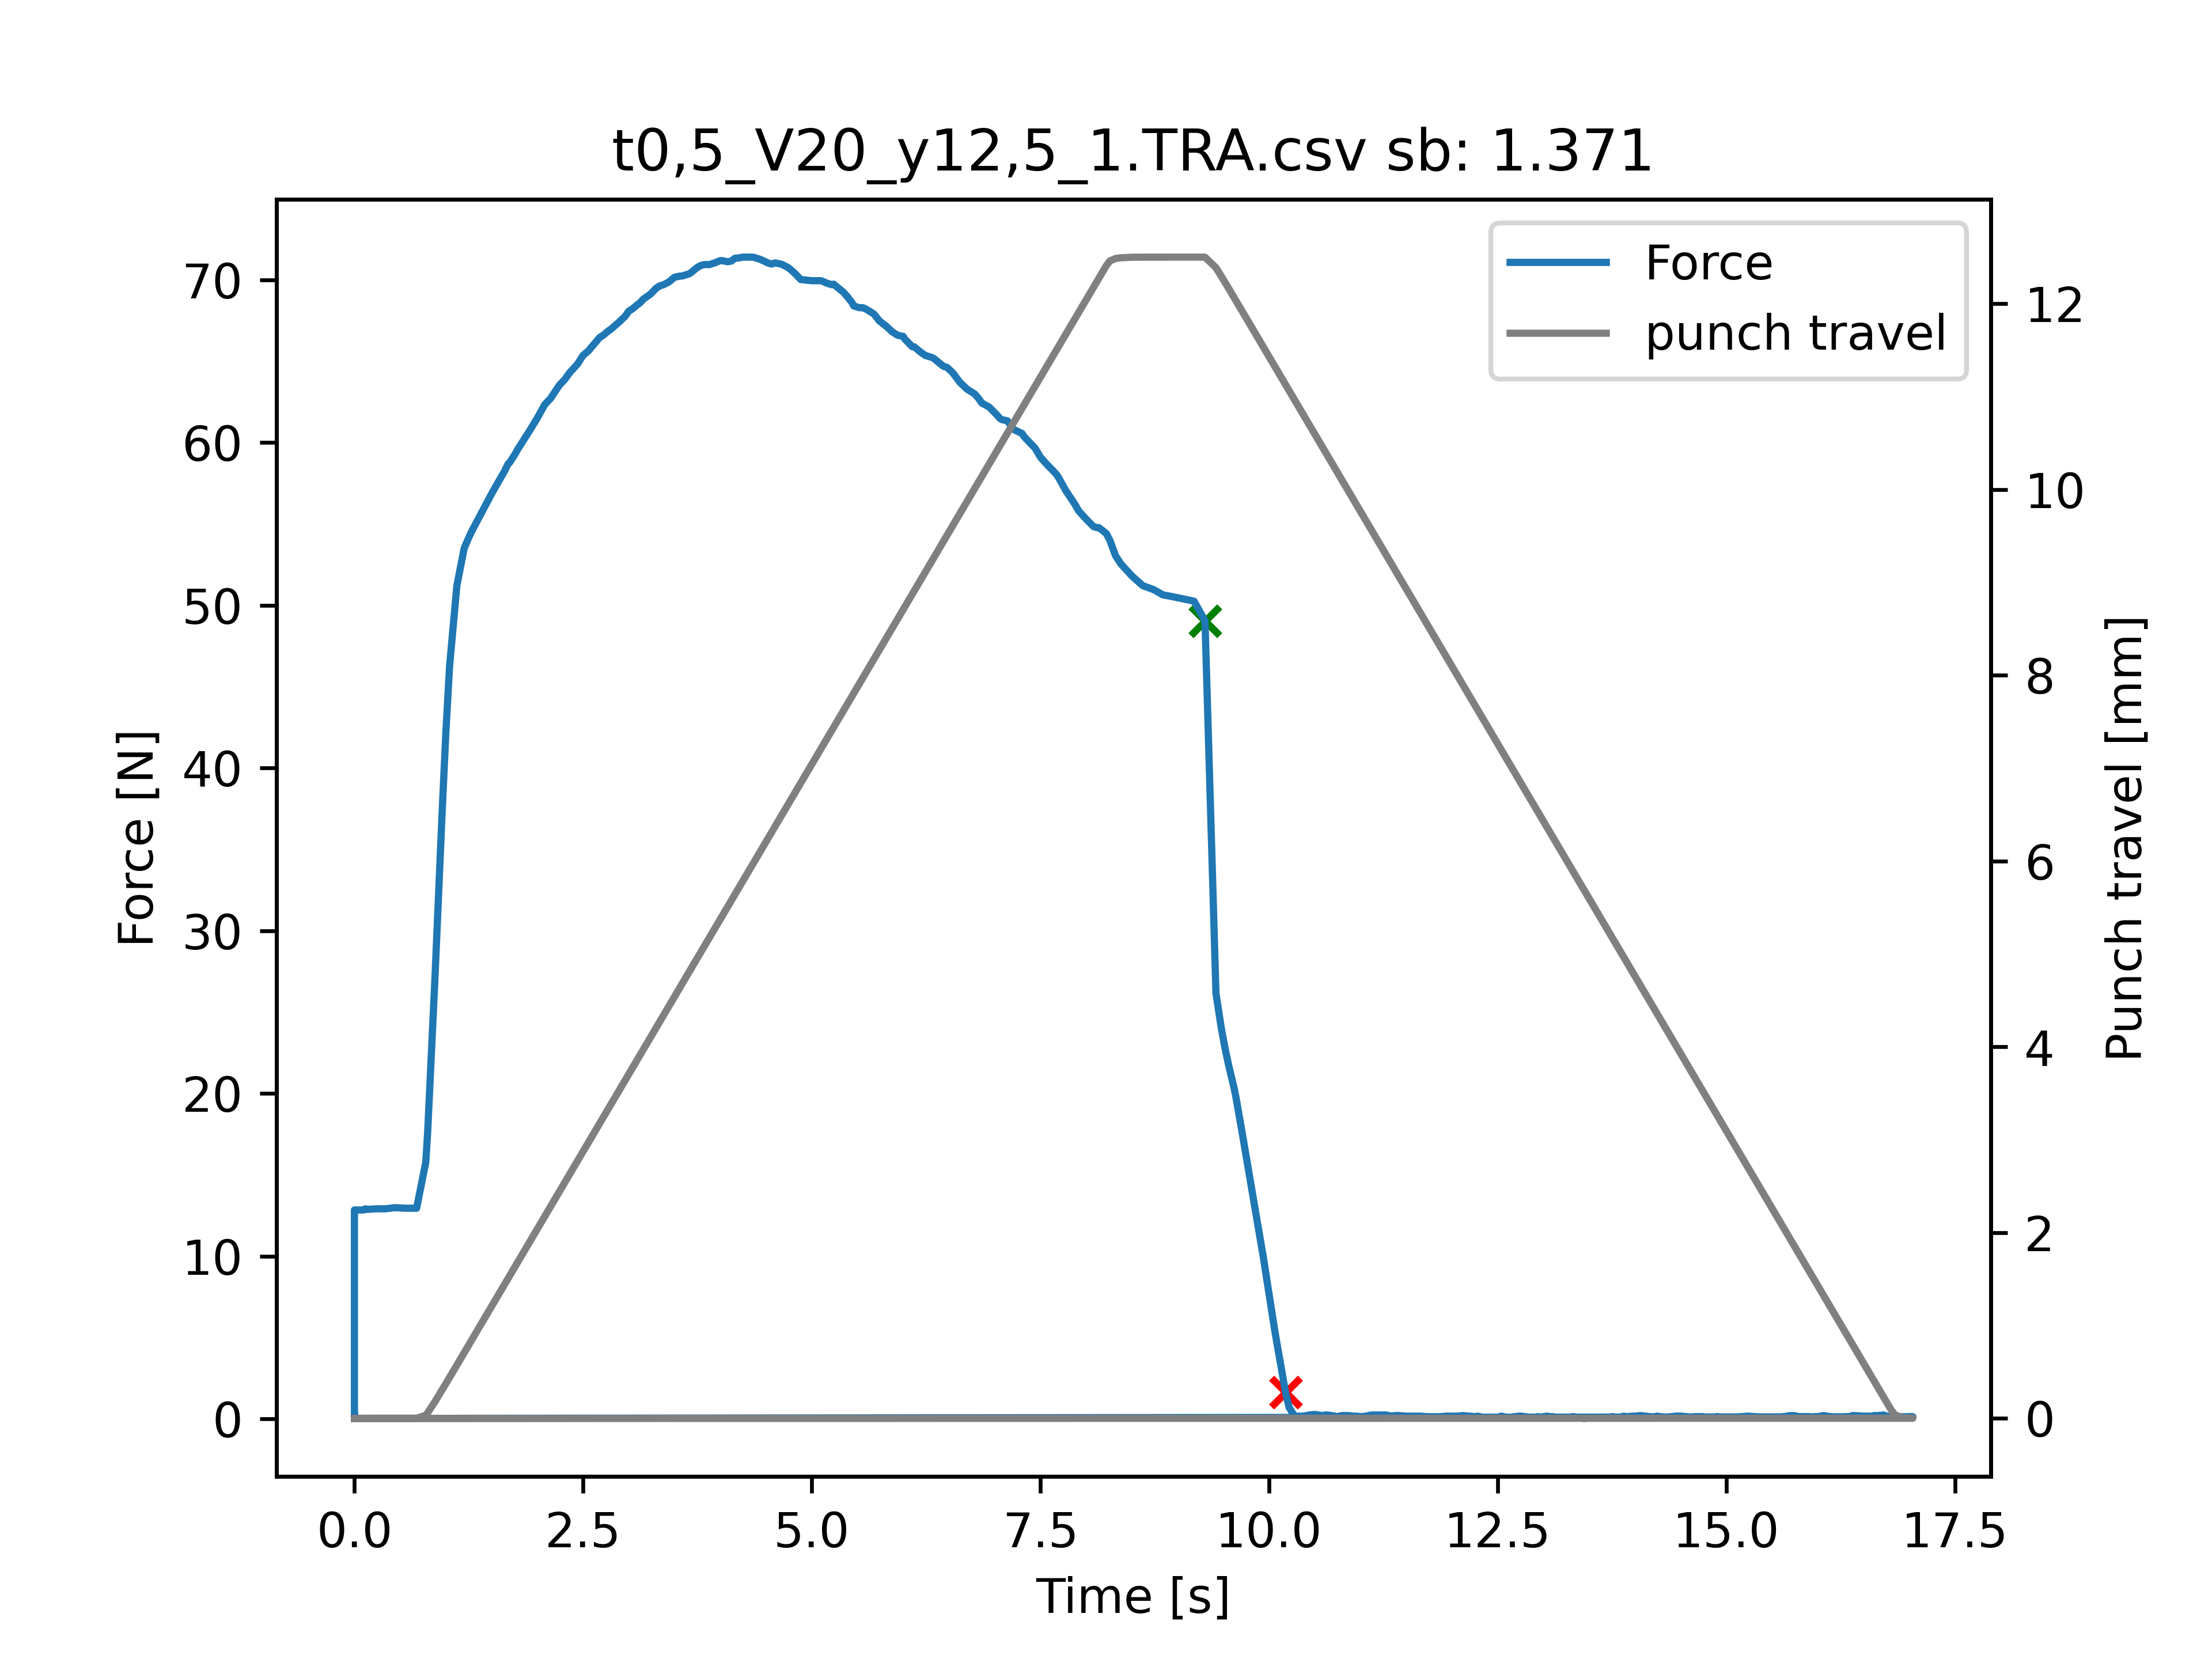 t0,5_V20_y12,5_1.TRA.csv sb: 1.371
Force
punch travel
70
60
50
40
30
20
10
0
Force [N]
12
10
8
6
4
2
0
Punch travel [mm]
0.0 2.5 5.0 7.5 10.0 12.5 15.0 17.5
Time [s]